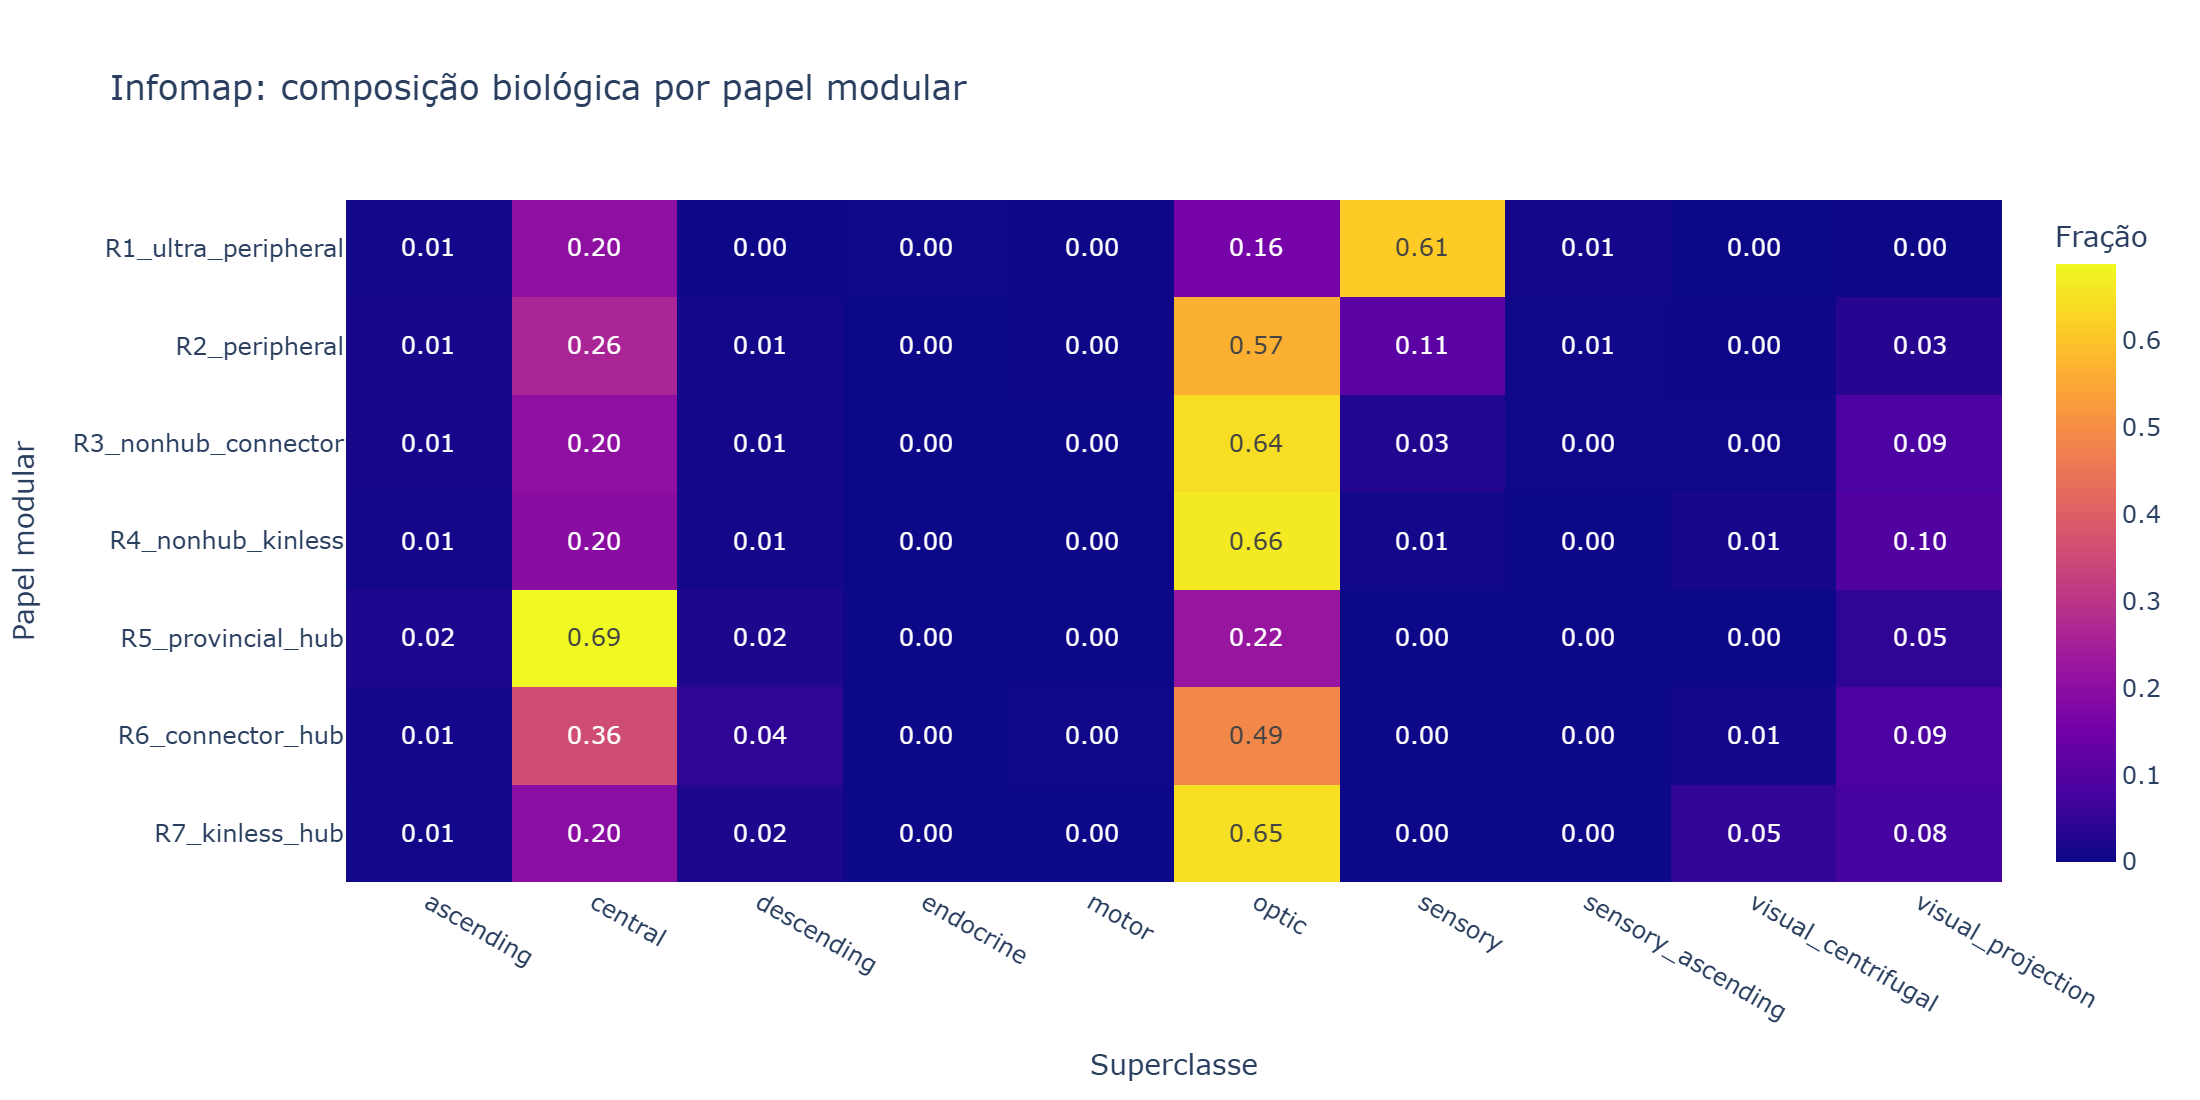 Infomap: composição biológica por papel modular
Fração
R1_ultra_peripheral 0.01 0.20 0.00 0.00 0.00 0.16 0.61 0.01 0.00 0.00
R2_peripheral 0.01 0.26 0.01 0.00 0.00 0.57 0.11 0.01 0.00 0.03
R3_nonhub_connector 0.01 0.20 0.01 0.00 0.00 0.64 0.03 0.00 0.00 0.09
R4_nonhub_kinless 0.01 0.20 0.01 0.00 0.00 0.66 0.01 0.00 0.01 0.10
R5_provincial_hub 0.02 0.69 0.02 0.00 0.00 0.22 0.00 0.00 0.00 0.05
R6_connector_hub 0.01 0.36 0.04 0.00 0.00 0.49 0.00 0.00 0.01 0.09
R7_kinless_hub 0.01 0.20 0.02 0.00 0.00 0.65 0.00 0.00 0.05 0.08
ascending central descending endocrine motor optic sensory sensory_ascending visual_centrifugal visual_projection
Superclasse
Papel modular
0.6
0.5
0.4
0.3
0.2
0.1
0